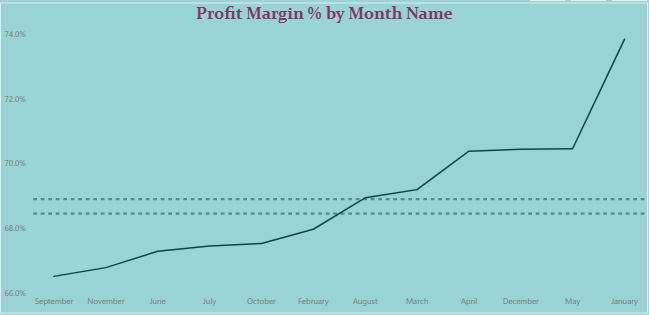 Profit Margin % by Month Name
74.0%
72.0%
70.0%
68.0%
66.0%
September November June July October February August March April December May January